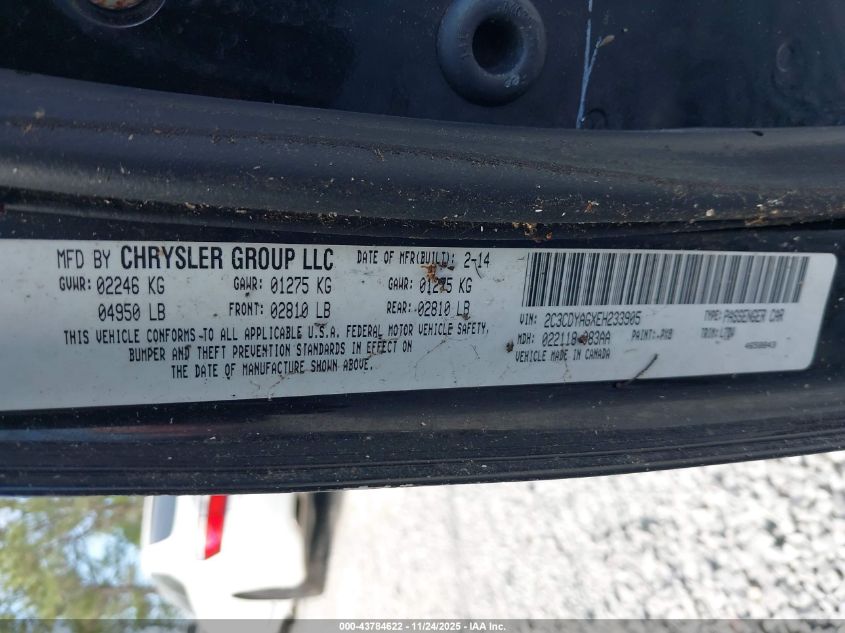 MFD BY CHRYSLER GROUP LLC DATE OF MFR(BUILT): 2-14
GVWR: 02246 KG GAWR: 01275 KG GAWR: 01275 KG
04950 LB FRONT: 02810 LB REAR: 02810 LB
THIS VEHICLE CONFORMS TO ALL APPLICABLE U.S.A. FEDERAL MOTOR VEHICLE SAFETY,
BUMPER AND THEFT PREVENTION STANDARDS IN EFFECT ON
THE DATE OF MANUFACTURE SHOWN ABOVE.
VIN: 2C3CDYAGXEH233905 TYPE: PASSENGER CAR
MDH: PAINT: TRIM:
VEHICLE MADE IN CANADA
000-43784622 — 11/24/2025 — IAA Inc.